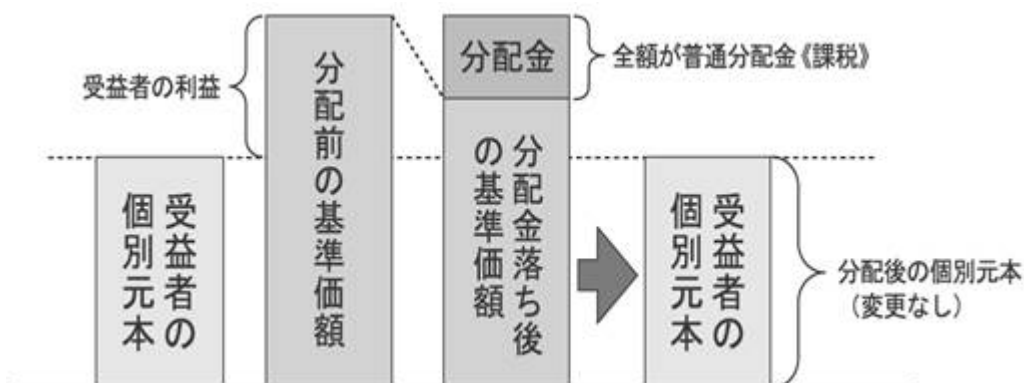 受益者の利益
受益者の
個別元本
分配前の基準価額
分配金
全額が普通分配金《課税》
分配金落ち後
の基準価額
受益者の
個別元本
分配後の個別元本
(変更なし)